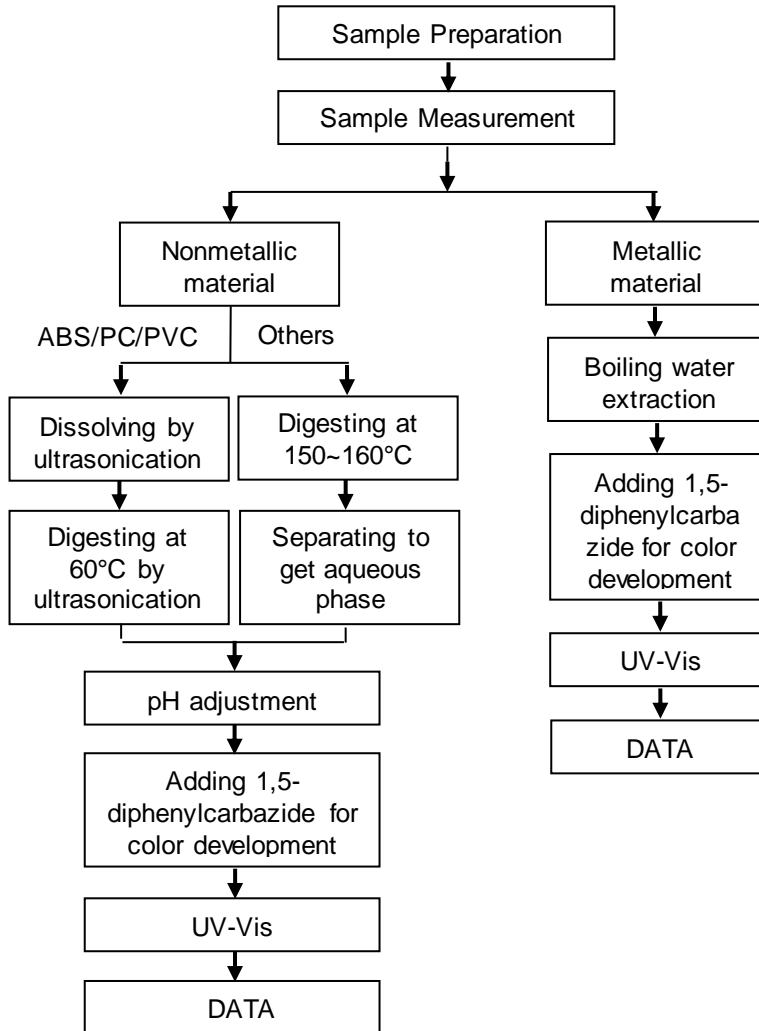 Sample Preparation
Sample Measurement
Nonmetallic
material
Metallic
material
ABS/PC/PVC
Others
Boiling water
extraction
Dissolving by
ultrasonication
Digesting at
150~160°C
Adding 1,5-
diphenylcarba
zide for color
development
Digesting at
60°C by
ultrasonication
Separating to
get aqueous
phase
UV-Vis
pH adjustment
DATA
Adding 1,5-
diphenylcarbazide for
color development
UV-Vis
DATA